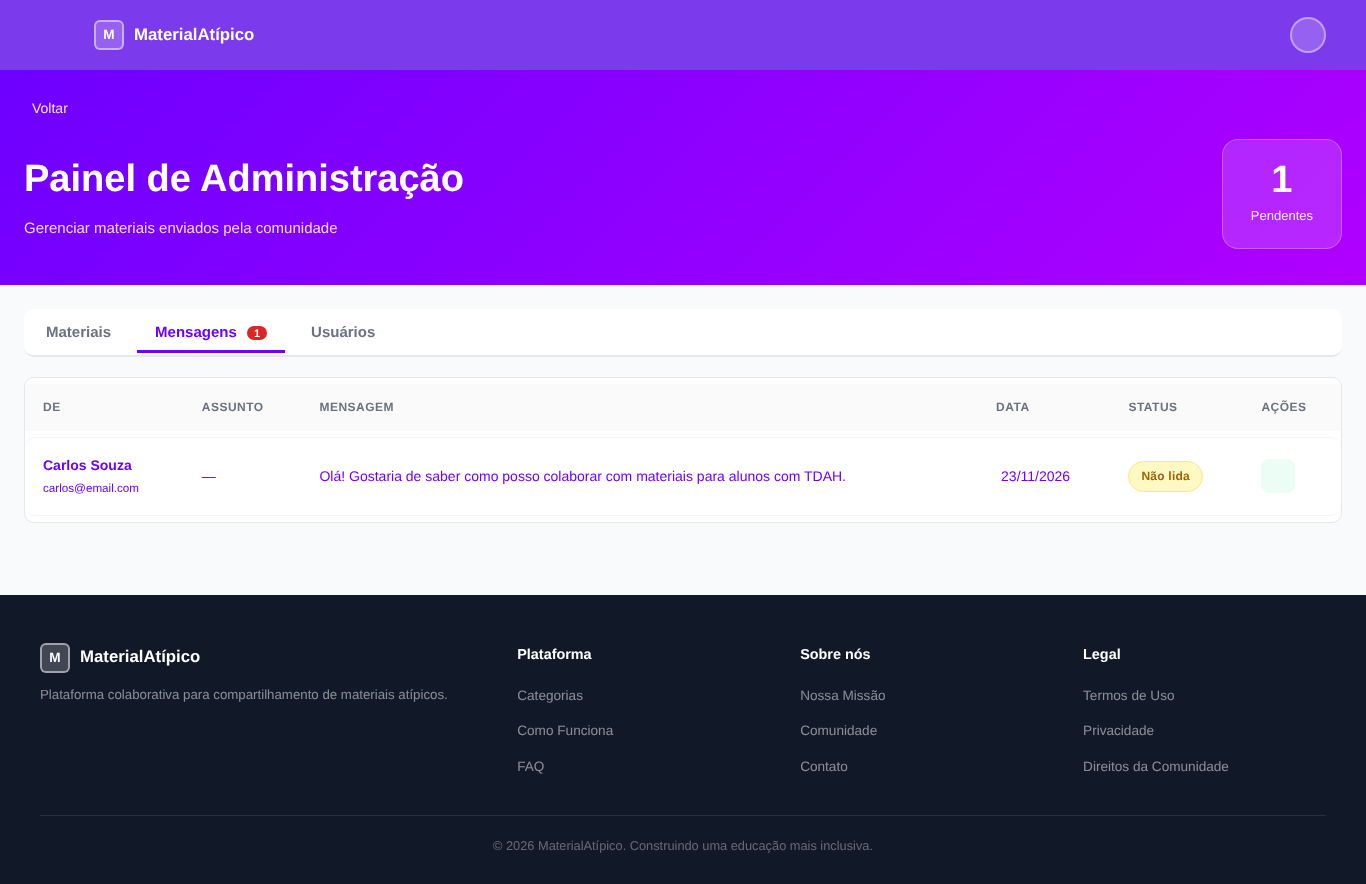 M MaterialAtípico
Voltar
Painel de Administração
Gerenciar materiais enviados pela comunidade
1
Pendentes
Materiais Mensagens 1 Usuários
DE ASSUNTO MENSAGEM DATA STATUS AÇÕES
Carlos Souza
carlos@email.com
— Olá! Gostaria de saber como posso colaborar com materiais para alunos com TDAH. 23/11/2026 Não lida
M MaterialAtípico
Plataforma colaborativa para compartilhamento de materiais atípicos.
Plataforma
Categorias
Como Funciona
FAQ
Sobre nós
Nossa Missão
Comunidade
Contato
Legal
Termos de Uso
Privacidade
Direitos da Comunidade
© 2026 MaterialAtípico. Construindo uma educação mais inclusiva.